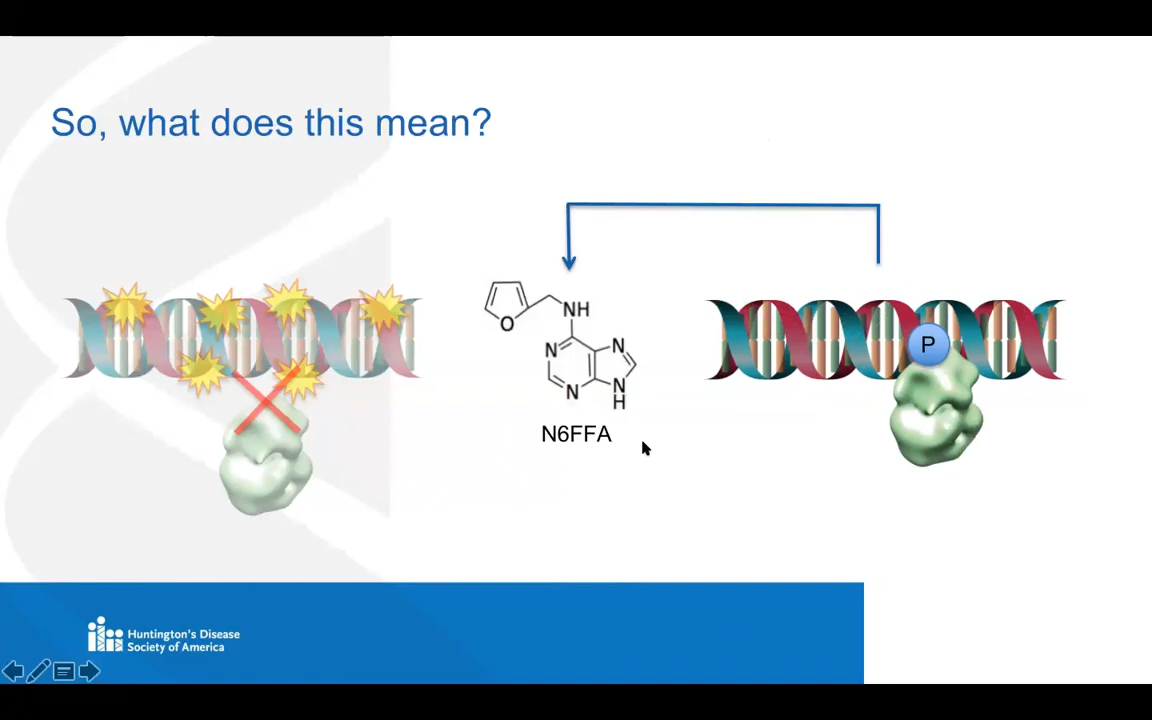 So, what does this mean?
O
NH
N
N
N
N
H
N6FFA
P
Huntington's Disease
Society of America